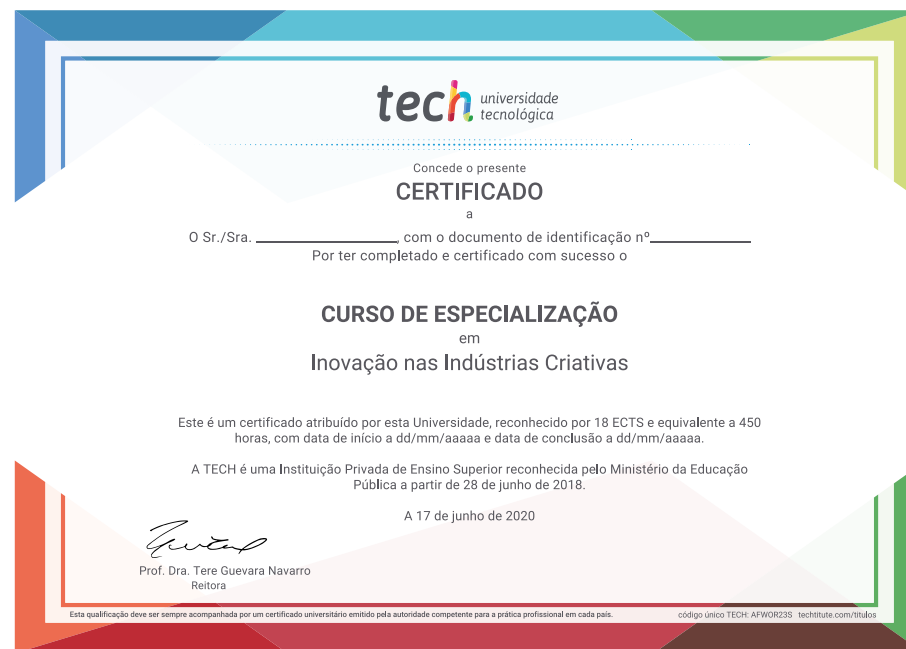 tech universidade
tecnológica
Concede o presente
CERTIFICADO
a
O Sr./Sra. , com o documento de identificação nº
Por ter completado e certificado com sucesso o
CURSO DE ESPECIALIZAÇÃO
em
Inovação nas Indústrias Criativas
Este é um certificado atribuído por esta Universidade, reconhecido por 18 ECTS e equivalente a 450
horas, com data de início a dd/mm/aaaaa e data de conclusão a dd/mm/aaaaa.
A TECH é uma Instituição Privada de Ensino Superior reconhecida pelo Ministério da Educação
Pública a partir de 28 de junho de 2018.
A 17 de junho de 2020
Prof. Dra. Tere Guevara Navarro
Reitora
Esta qualificação deve ser sempre acompanhada por um certificado universitário emitido pela autoridade competente para a prática profissional em cada país. código único TECH: AFWOR23S techtitute.com/titulos